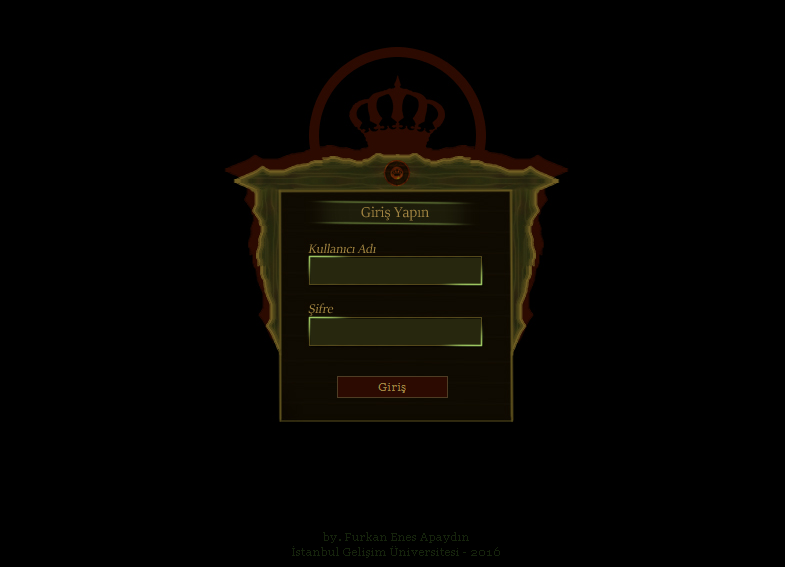 Giriş Yapın
Kullanıcı Adı
Şifre
Giriş
by. Furkan Enes Apaydın
İstanbul Gelişim Üniversitesi - 2016